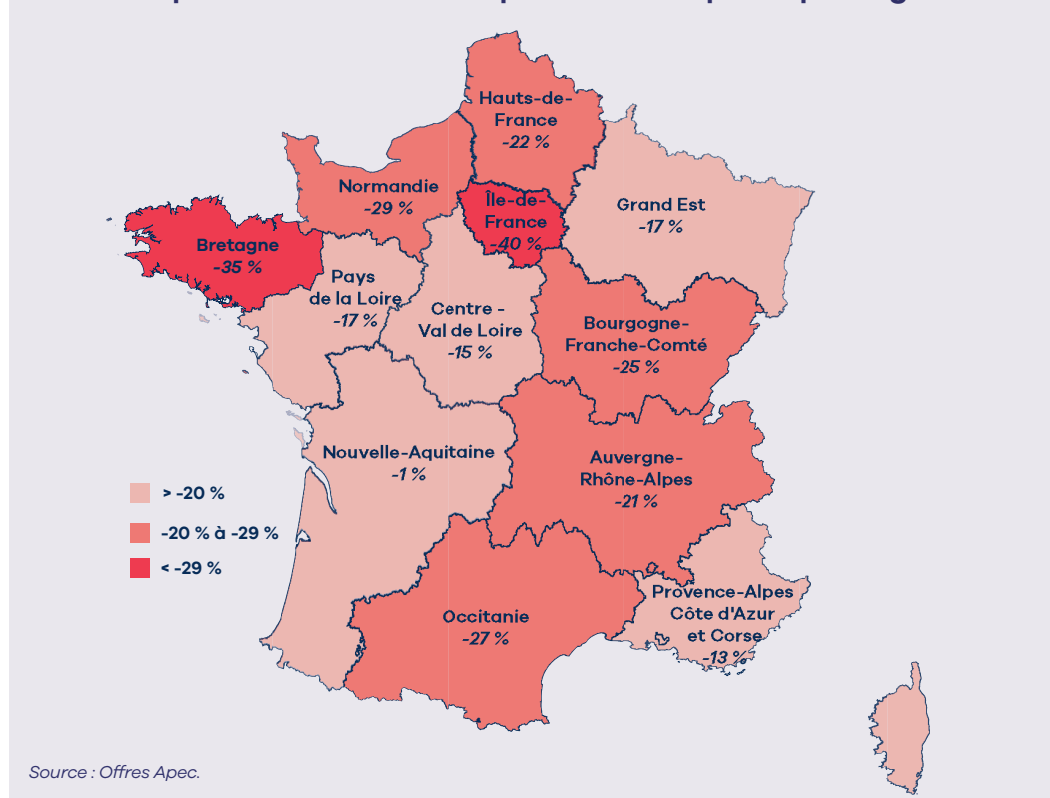 Hauts-de-
France
-22 %
Normandie
-29 %
Île-de-
France
-40 %
Grand Est
-17 %
Bretagne
-35 %
Pays
de la Loire
-17 %
Centre -
Val de Loire
-15 %
Bourgogne-
Franche-Comté
-25 %
Nouvelle-Aquitaine
-1 %
Auvergne-
Rhône-Alpes
-21 %
> -20 %
-20 % à -29 %
< -29 %
Occitanie
-27 %
Provence-Alpes
Côte d'Azur
et Corse
-13 %
Source : Offres Apec.